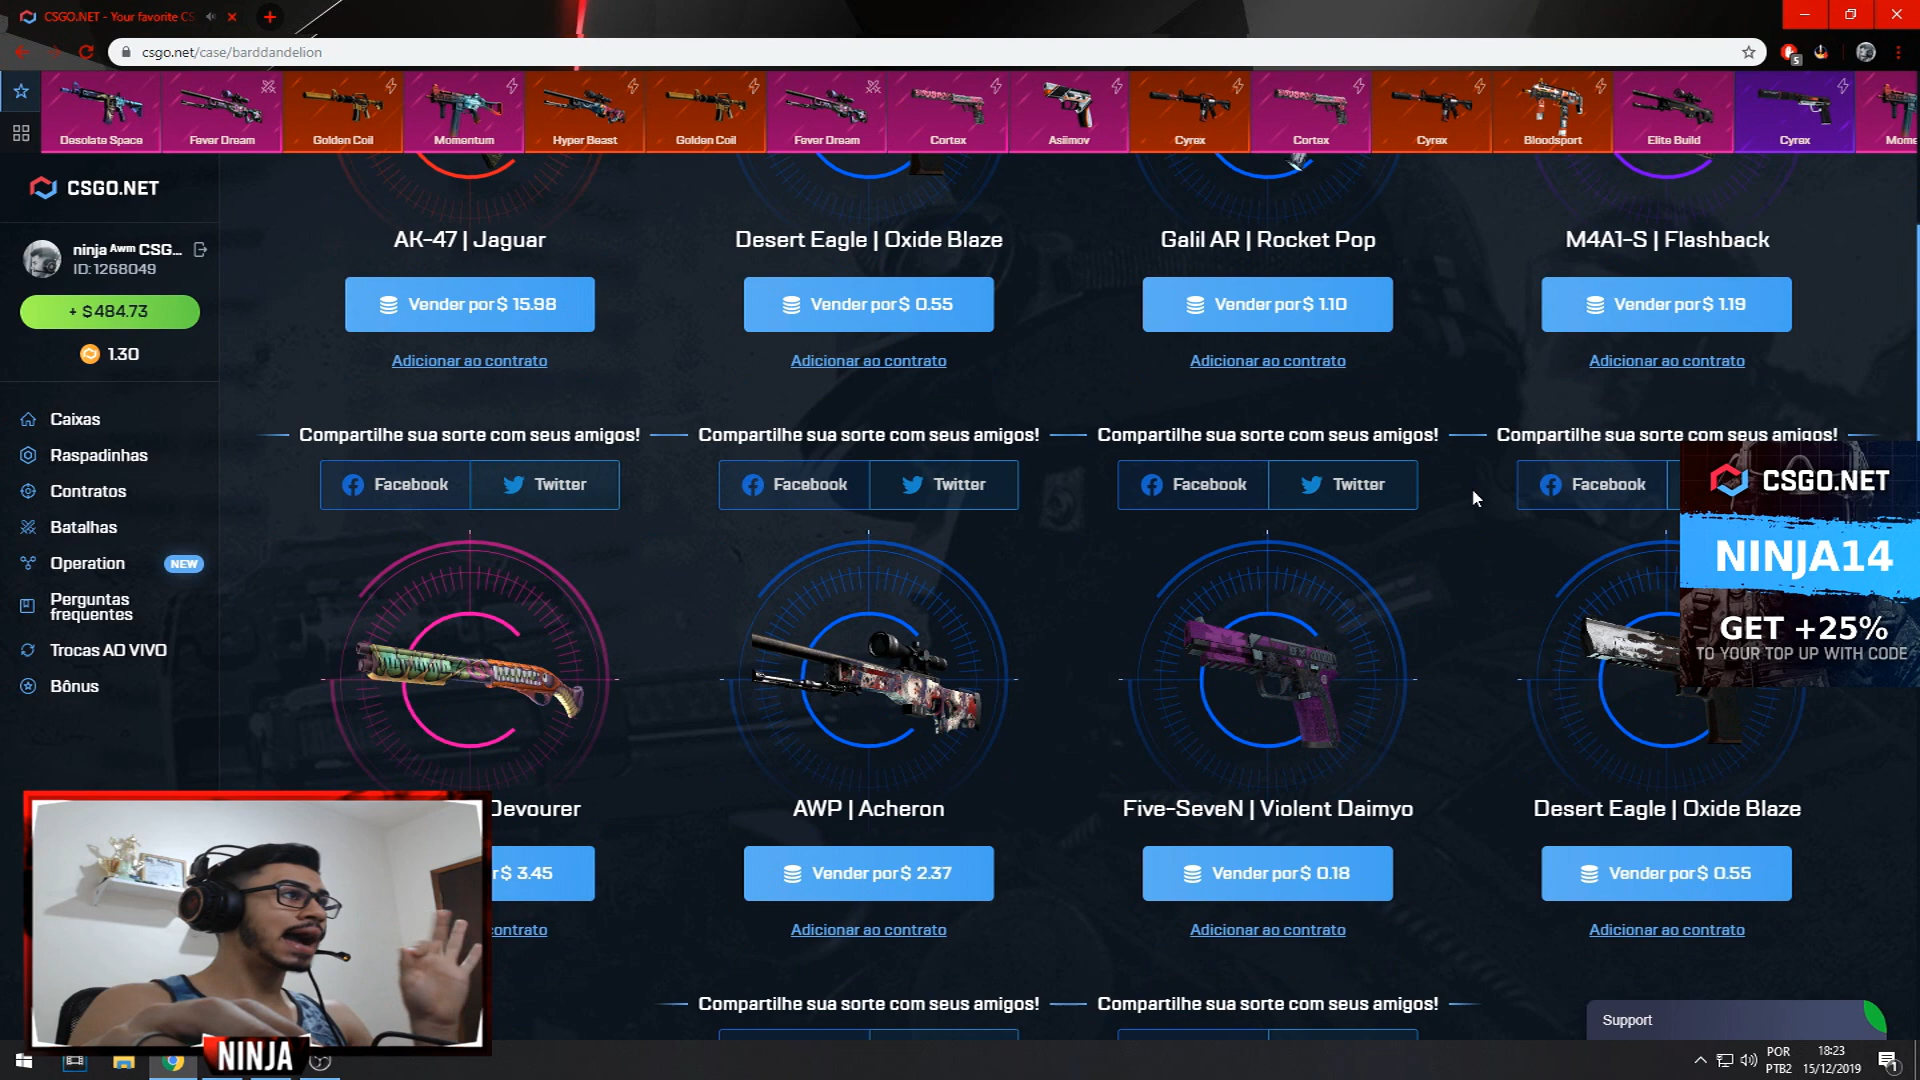 CSGO.NET - Your favorite CS
csgo.net/case/barddandelion
5
Desolate Space
Fever Dream
Golden Coil
Momentum
Hyper Beast
Golden Coil
Fever Dream
Cortex
Asiimov
Cyrex
Cortex
Cyrex
Bloodsport
Elite Build
Cyrex
Mome
CSGO.NET
ninja Awm CSG...
ID: 1268049
+ $484.73
1.30
Caixas
Raspadinhas
Contratos
Batalhas
Operation NEW
Perguntas
frequentes
Trocas AO VIVO
Bônus
AK-47 | Jaguar
Desert Eagle | Oxide Blaze
Galil AR | Rocket Pop
M4A1-S | Flashback
Vender por $ 15.98
Vender por $ 0.55
Vender por $ 1.10
Vender por $ 1.19
Adicionar ao contrato
Adicionar ao contrato
Adicionar ao contrato
Adicionar ao contrato
Compartilhe sua sorte com seus amigos!
Compartilhe sua sorte com seus amigos!
Compartilhe sua sorte com seus amigos!
Compartilhe sua sorte com seus amigos!
Facebook Twitter
Facebook Twitter
Facebook Twitter
Facebook
CSGO.NET
NINJA14
GET +25%
TO YOUR TOP UP WITH CODE
Devourer
AWP | Acheron
Five-SeveN | Violent Daimyo
Desert Eagle | Oxide Blaze
r $ 3.45
Vender por $ 2.37
Vender por $ 0.18
Vender por $ 0.55
contrato
Adicionar ao contrato
Adicionar ao contrato
Adicionar ao contrato
Compartilhe sua sorte com seus amigos!
Compartilhe sua sorte com seus amigos!
Support
NINJA
POR
PTB2
18:23
15/12/2019
1